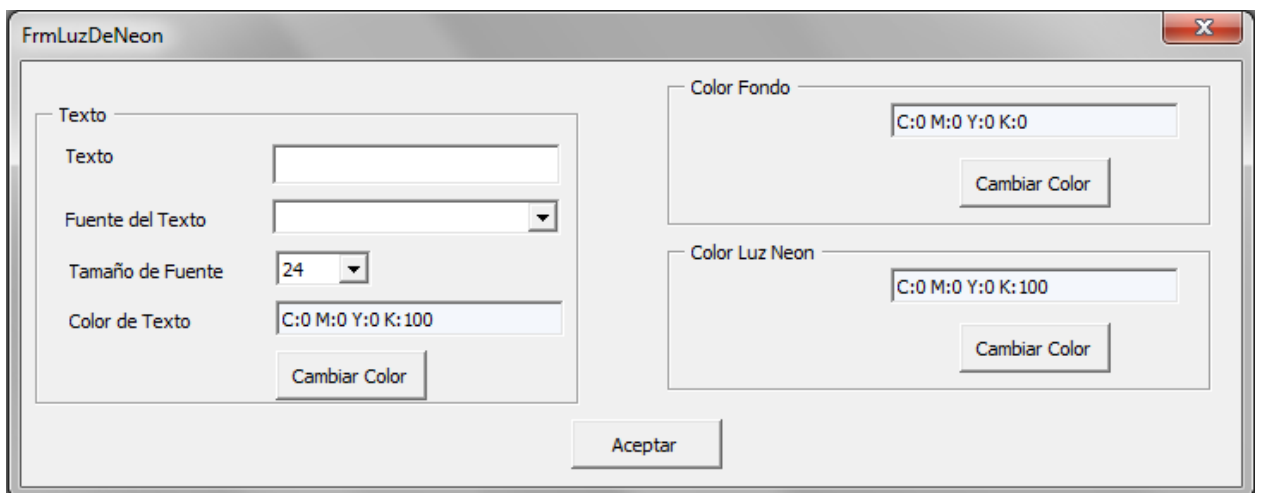 FrmLuzDeNeon
Texto
Texto
Fuente del Texto
Tamaño de Fuente 24
Color de Texto C:0 M:0 Y:0 K:100
Cambiar Color
Color Fondo
C:0 M:0 Y:0 K:0
Cambiar Color
Color Luz Neon
C:0 M:0 Y:0 K:100
Cambiar Color
Aceptar